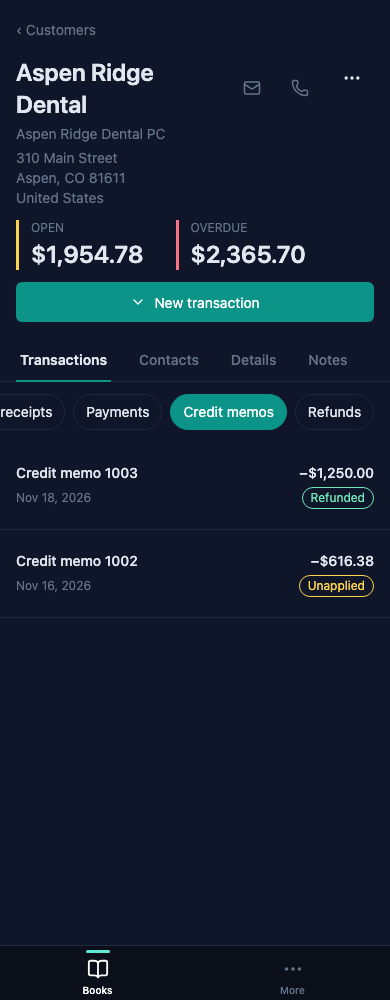 ‹ Customers
Aspen Ridge
Dental
Aspen Ridge Dental PC
310 Main Street
Aspen, CO 81611
United States
OPEN
$1,954.78
OVERDUE
$2,365.70
New transaction
Transactions Contacts Details Notes
receipts Payments Credit memos Refunds
Credit memo 1003 –$1,250.00
Nov 18, 2026 Refunded
Credit memo 1002 –$616.38
Nov 16, 2026 Unapplied
Books More